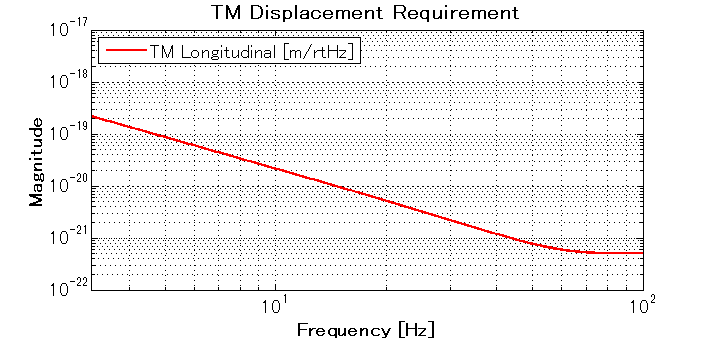 TM Displacement Requirement
TM Longitudinal [m/rtHz]
Magnitude
10^-17
10^-18
10^-19
10^-20
10^-21
10^-22
10^1
10^2
Frequency [Hz]